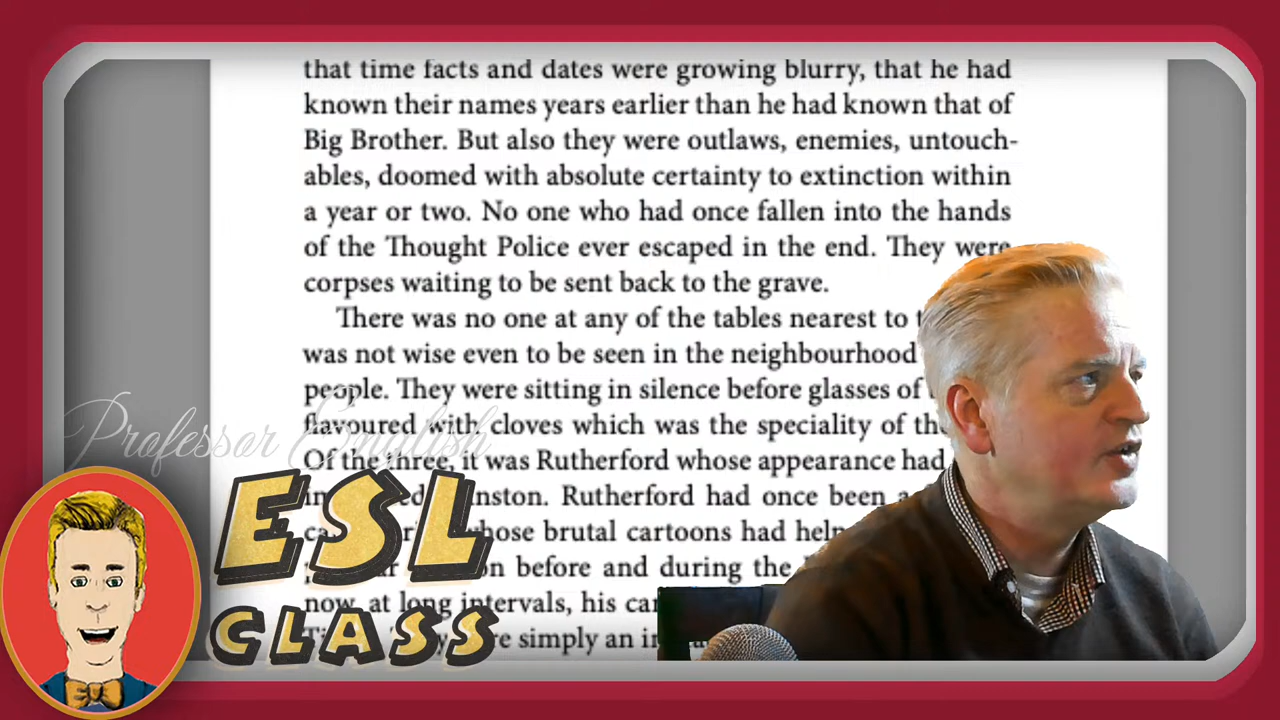 that time facts and dates were growing blurry, that he had
known their names years earlier than he had known that of
Big Brother. But also they were outlaws, enemies, untouch-
ables, doomed with absolute certainty to extinction within
a year or two. No one who had once fallen into the hands
of the Thought Police ever escaped in the end. They were
corpses waiting to be sent back to the grave.
There was no one at any of the tables nearest to
was not wise even to be seen in the neighbourhood
people. They were sitting in silence before glasses of
flavoured with cloves which was the speciality of
Of the three, it was Rutherford whose appearance had
Rutherford had once been
brutal cartoons had
before and during the
now, at long intervals, his
simply an
Professor English
ESL
CLASS